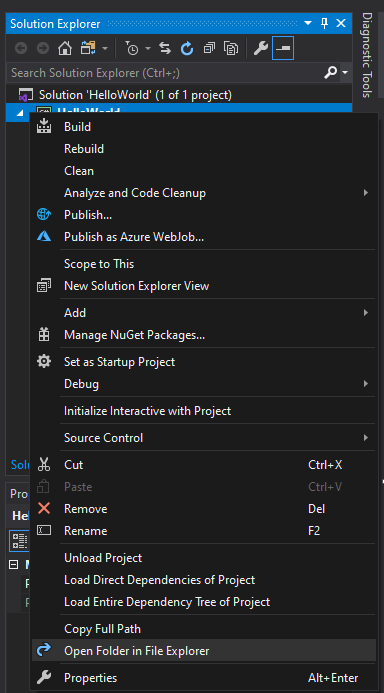 Solution Explorer
Search Solution Explorer (Ctrl+;)
Solution 'HelloWorld' (1 of 1 project)
C# HelloWorld
Diagnostic Tools
Build
Rebuild
Clean
Analyze and Code Cleanup
Publish...
Publish as Azure WebJob...
Scope to This
New Solution Explorer View
Add
Manage NuGet Packages...
Set as Startup Project
Debug
Initialize Interactive with Project
Source Control
Cut Ctrl+X
Paste Ctrl+V
Remove Del
Rename F2
Unload Project
Load Direct Dependencies of Project
Load Entire Dependency Tree of Project
Copy Full Path
Open Folder in File Explorer
Properties Alt+Enter